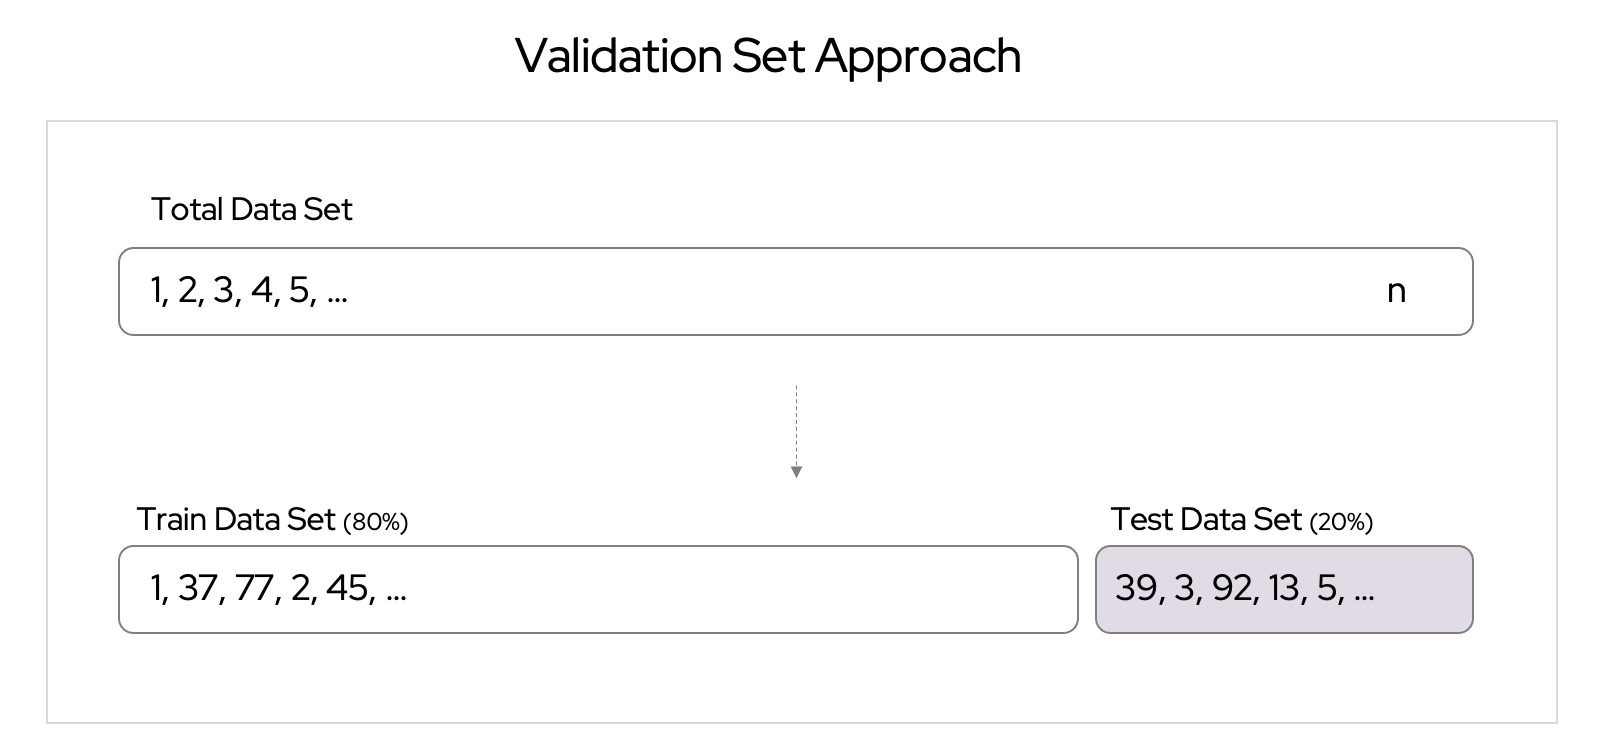 Validation Set Approach
Total Data Set
1, 2, 3, 4, 5, ... n
Train Data Set (80%)
Test Data Set (20%)
1, 37, 77, 2, 45, ...
39, 3, 92, 13, 5, ...